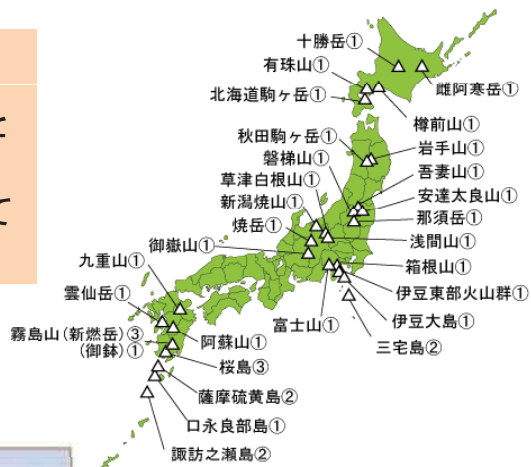 と
て
十勝岳①
有珠山①
北海道駒ヶ岳①
雌阿寒岳①
樽前山①
秋田駒ヶ岳①
岩手山①
磐梯山①
吾妻山①
草津白根山①
安達太良山①
新潟焼山①
那須岳①
焼岳①
浅間山①
御嶽山①
箱根山①
九重山①
伊豆東部火山群①
雲仙岳①
富士山①
伊豆大島①
霧島山(新燃岳)③
(御鉢)①
阿蘇山①
三宅島②
桜島③
薩摩硫黄島②
口永良部島①
諏訪之瀬島②